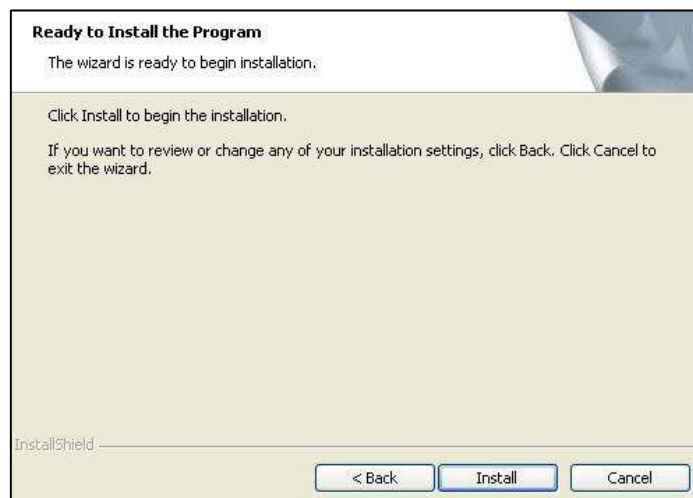 Ready to Install the Program
The wizard is ready to begin installation.
Click Install to begin the installation.
If you want to review or change any of your installation settings, click Back. Click Cancel to
exit the wizard.
InstallShield
< Back
Install
Cancel